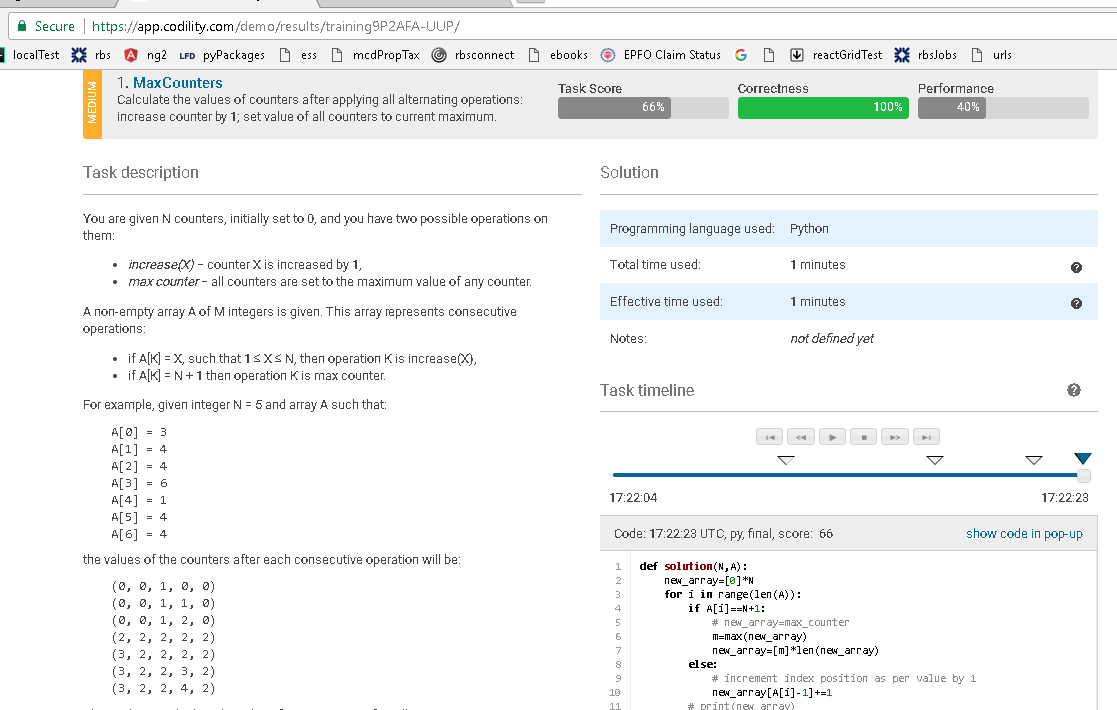 Secure https://app.codility.com/demo/results/training9P2AFA-UUP/
localTest rbs ng2 LFD pyPackages ess mcdPropTax rbsconnect ebooks EPFO Claim Status reactGridTest rbsJobs urls
MEDIUM
1. MaxCounters
Calculate the values of counters after applying all alternating operations:
increase counter by 1; set value of all counters to current maximum.
Task Score
66%
Correctness
100%
Performance
40%
Task description
You are given N counters, initially set to 0, and you have two possible operations on
them:
• increase(X) – counter X is increased by 1,
• max counter – all counters are set to the maximum value of any counter.
A non-empty array A of M integers is given. This array represents consecutive
operations:
• if A[K] = X, such that 1 ≤ X ≤ N, then operation K is increase(X),
• if A[K] = N + 1 then operation K is max counter.
For example, given integer N = 5 and array A such that:
A[0] = 3
A[1] = 4
A[2] = 4
A[3] = 6
A[4] = 1
A[5] = 4
A[6] = 4
the values of the counters after each consecutive operation will be:
(0, 0, 1, 0, 0)
(0, 0, 1, 1, 0)
(0, 0, 1, 2, 0)
(2, 2, 2, 2, 2)
(3, 2, 2, 2, 2)
(3, 2, 2, 3, 2)
(3, 2, 2, 4, 2)
Solution
Programming language used: Python
Total time used: 1 minutes
Effective time used: 1 minutes
Notes: not defined yet
Task timeline
17:22:04 17:22:23
Code: 17:22:23 UTC, py, final, score: 66 show code in pop-up
1 def solution(N,A):
2 new_array=[0]*N
3 for i in range(len(A)):
4 if A[i]==N+1:
5 # new_array=max_counter
6 m=max(new_array)
7 new_array=[m]*len(new_array)
8 else:
9 # increment index position as per value by 1
10 new_array[A[i]-1]+=1
11 # print(new_array)